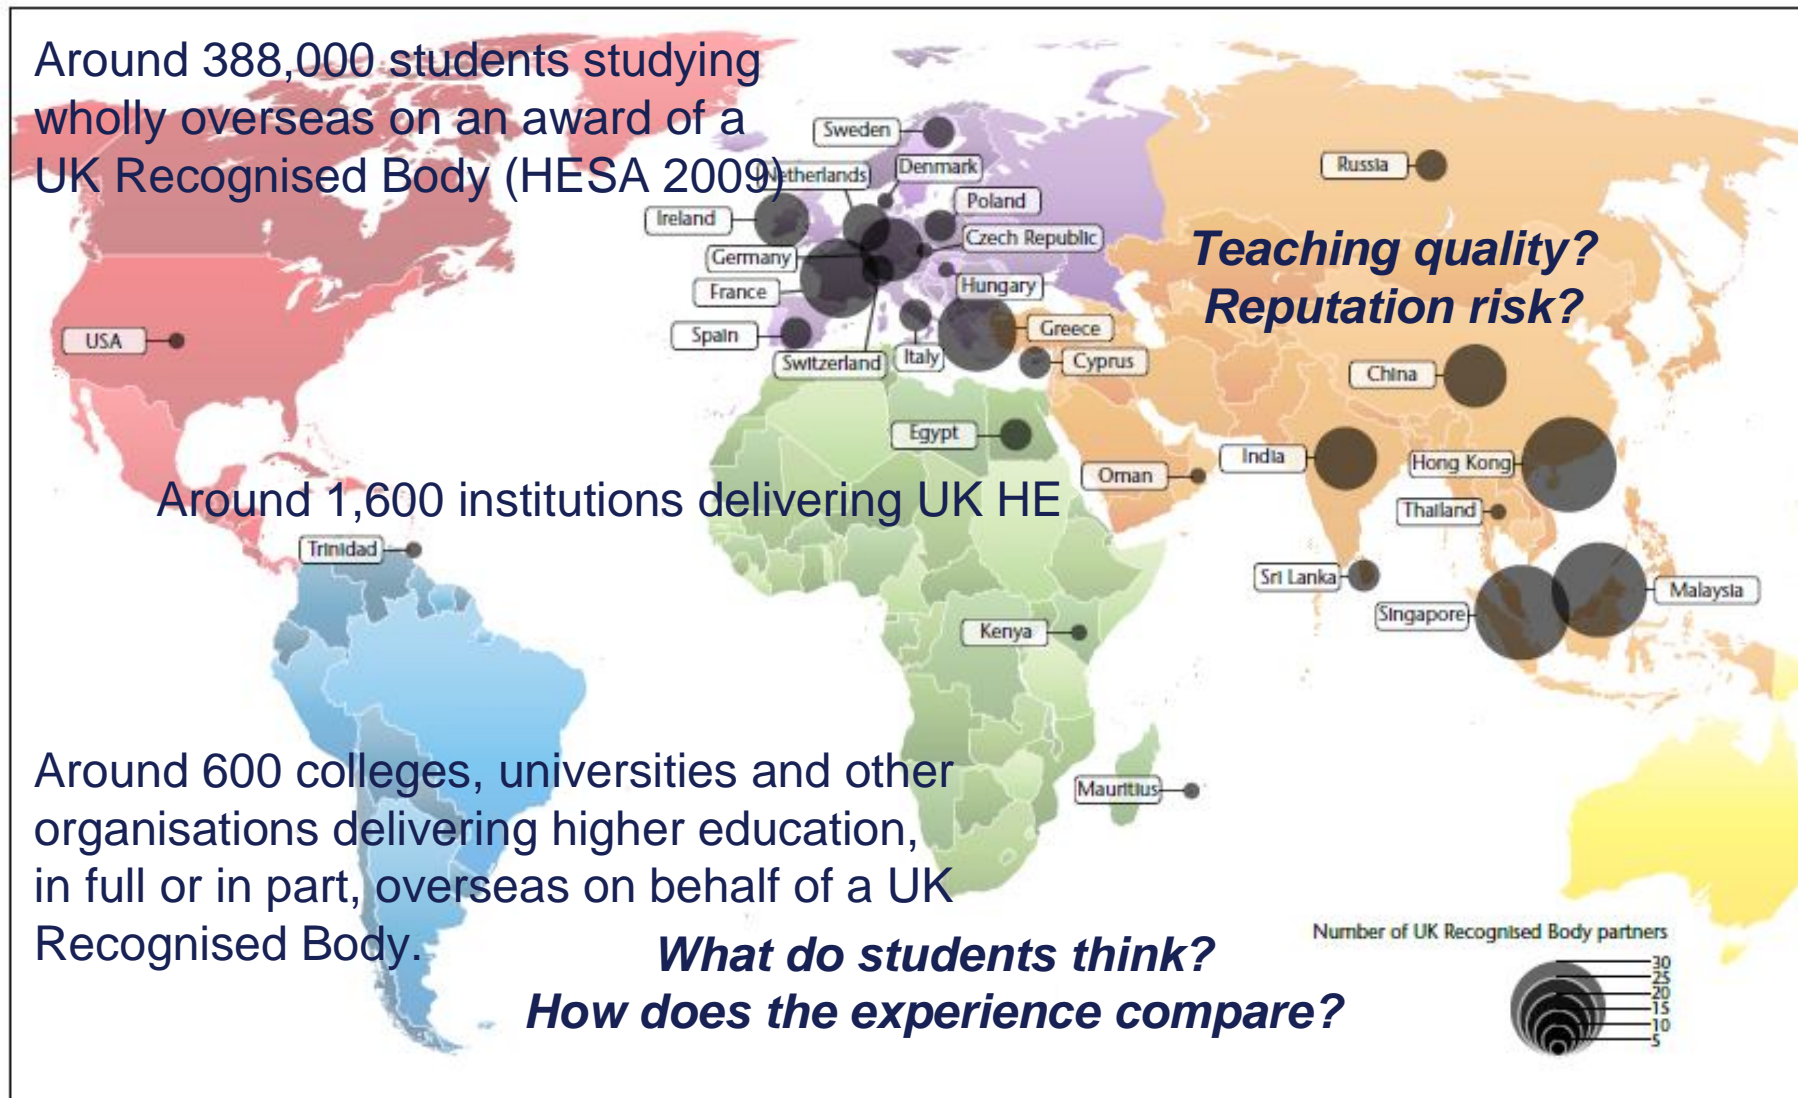 Around 388,000 students studying
wholly overseas on an award of a
UK Recognised Body (HESA 2009)
Sweden
Denmark
Netherlands
Russia
Poland
Ireland
Czech Republic
Germany
Teaching quality?
Reputation risk?
France
Hungary
Spain
Greece
USA
Switzerland
Italy
Cyprus
China
Egypt
India
Hong Kong
Oman
Around 1,600 institutions delivering UK HE
Thailand
Trinidad
Sri Lanka
Malaysia
Singapore
Kenya
Around 600 colleges, universities and other
organisations delivering higher education,
in full or in part, overseas on behalf of a UK
Recognised Body.
Mauritius
What do students think?
How does the experience compare?
Number of UK Recognised Body partners
30
25
20
15
10
5